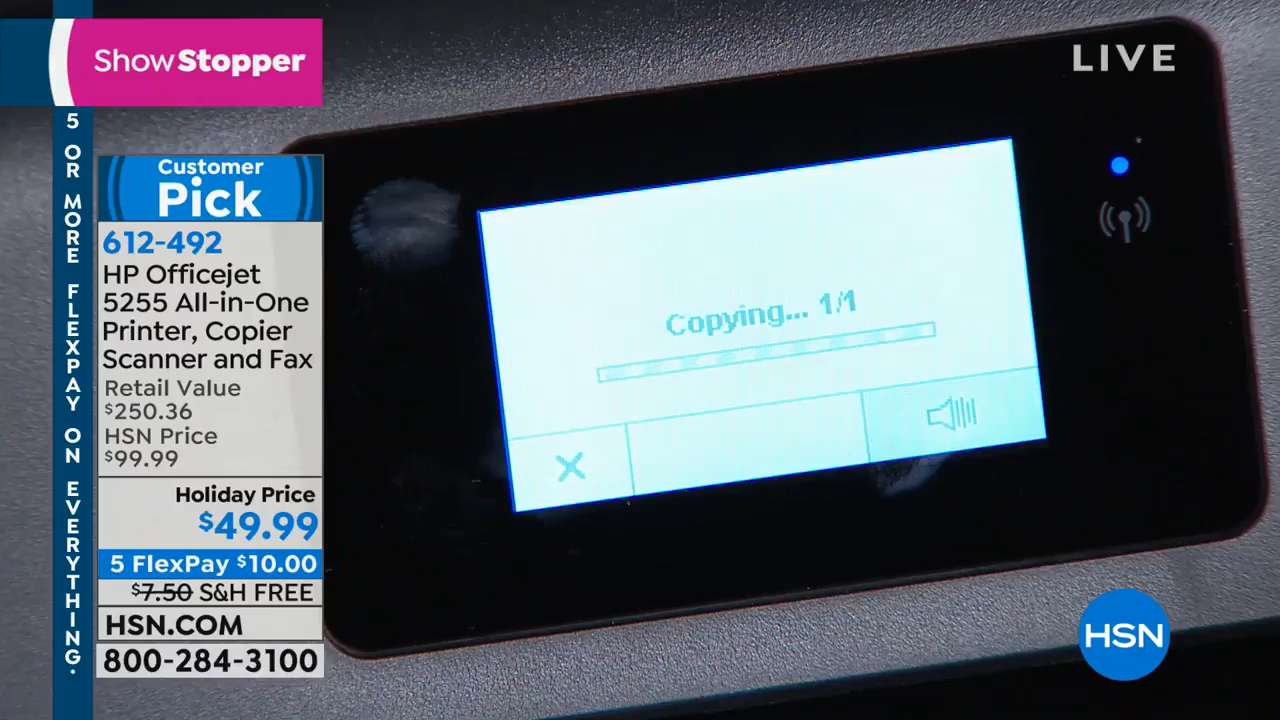 ShowStopper
LIVE
5 OR MORE FLEXPAY ON EVERYTHING.
Customer
Pick
612-492
HP Officejet
5255 All-in-One
Printer, Copier
Scanner and Fax
Retail Value
$250.36
HSN Price
$99.99
Holiday Price
$49.99
5 FlexPay $10.00
$7.50 S&H FREE
HSN.COM
800-284-3100
Copying... 1/1
HSN